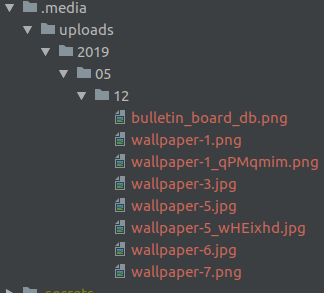 .media
uploads
2019
05
12
bulletin_board_db.png
wallpaper-1.png
wallpaper-1_qPMqmim.png
wallpaper-3.jpg
wallpaper-5.jpg
wallpaper-5_wHEixhd.jpg
wallpaper-6.jpg
wallpaper-7.png